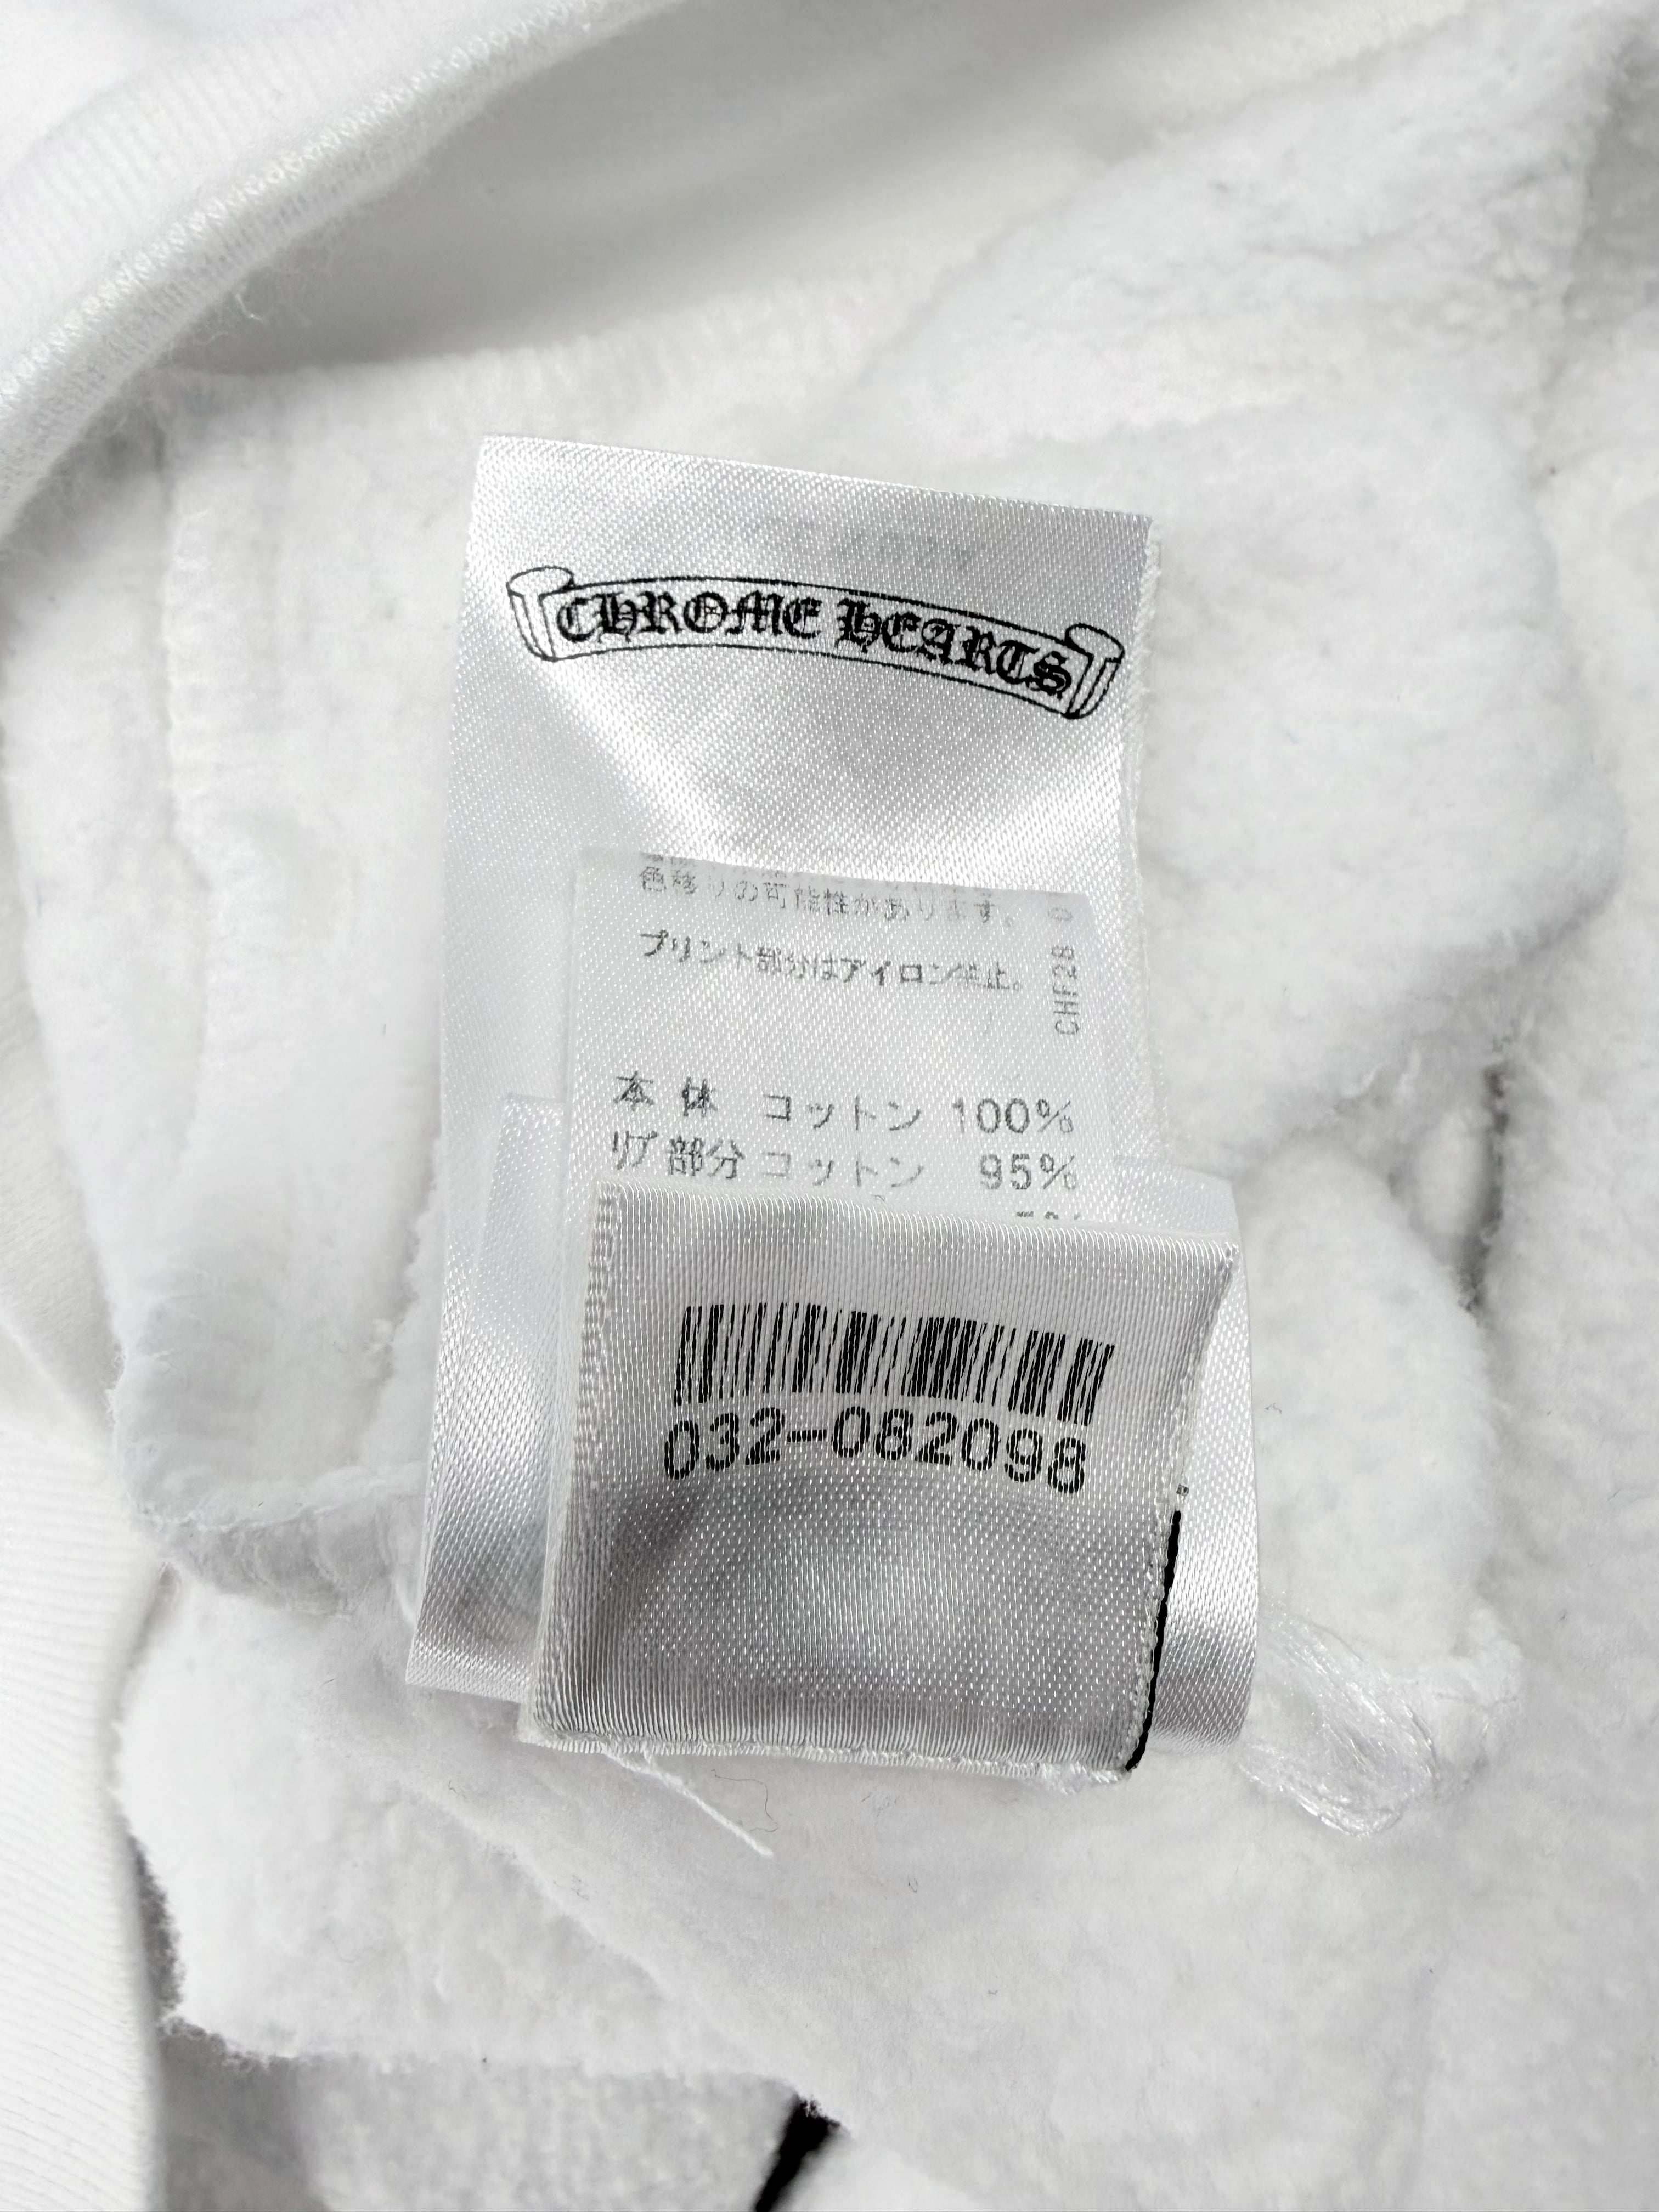 CHROME HEARTS
色移りの可能性があります。
プリント部分はアイロン禁止。
CHF28 0
本体 コットン 100%
リブ部分 コットン 95%
5%
032-082098